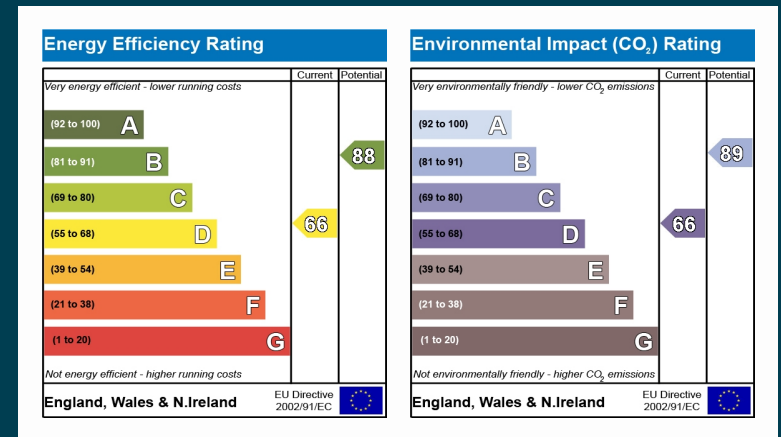 Energy Efficiency Rating
Current Potential
Very energy efficient - lower running costs
(92 to 100) A
(81 to 91) B
88
(69 to 80) C
(55 to 68) D
66
(39 to 54) E
(21 to 38) F
(1 to 20) G
Not energy efficient - higher running costs
England, Wales & N.Ireland
EU Directive
2002/91/EC
Environmental Impact (CO₂) Rating
Current Potential
Very environmentally friendly - lower CO₂ emissions
(92 to 100) A
(81 to 91) B
89
(69 to 80) C
(55 to 68) D
66
(39 to 54) E
(21 to 38) F
(1 to 20) G
Not environmentally friendly - higher CO₂ emissions
England, Wales & N.Ireland
EU Directive
2002/91/EC